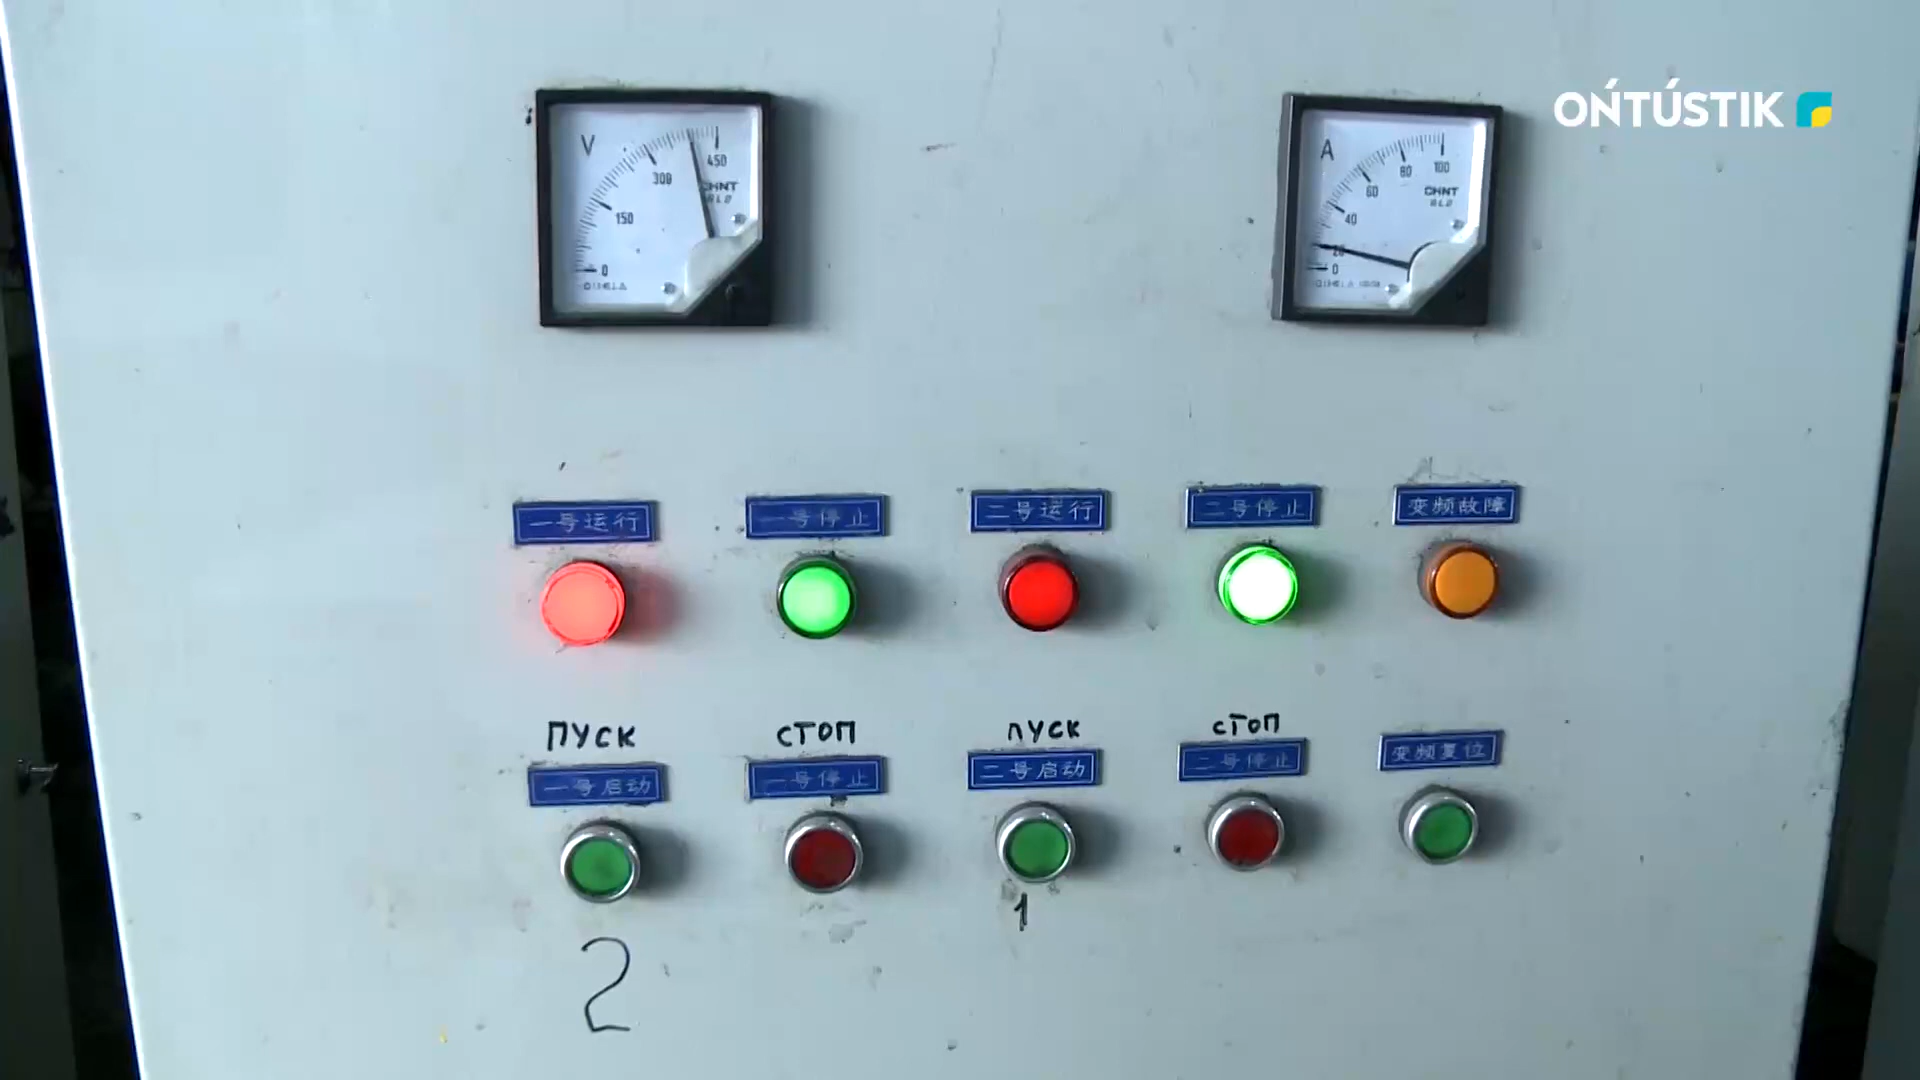 OŃTÚSTIK
V
450
300
CHNT
6L2
150
0
A
100
80
60
CHNT
6L2
40
20
0
一号运行
一号停止
二号运行
二号停止
变频故障
ПУСК
СТОП
ПУСК
СТОП
一号启动
一号停止
二号启动
二号停止
变频复位
1
2